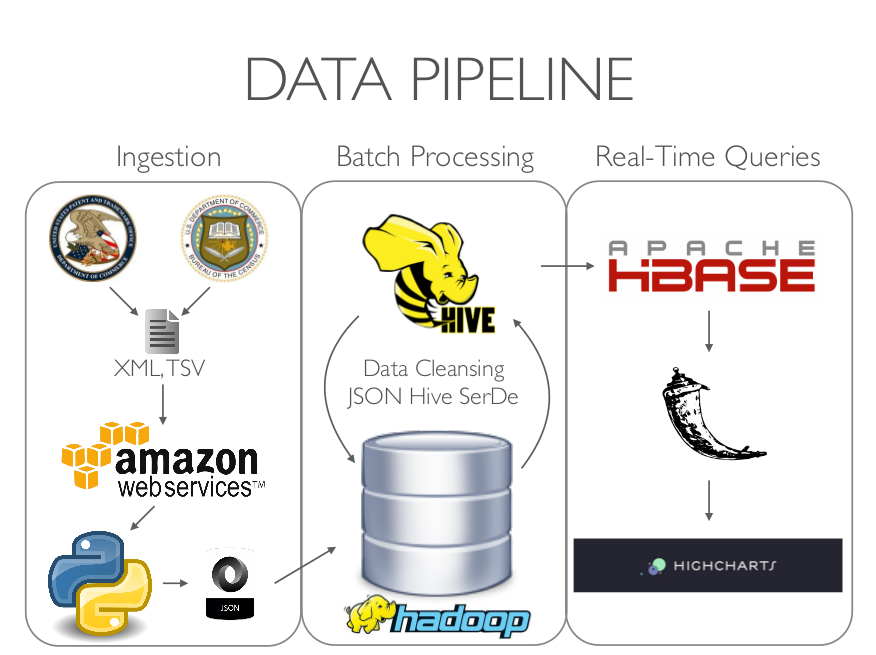 DATA PIPELINE
Ingestion
Batch Processing
Real-Time Queries
UNITED STATES PATENT AND TRADEMARK OFFICE
DEPARTMENT OF COMMERCE
U.S. DEPARTMENT OF COMMERCE
BUREAU OF THE CENSUS
XML, TSV
amazon
webservices™
JSON
HIVE
Data Cleansing
JSON Hive SerDe
hadoop
APACHE
HBASE
HIGHCHARTS